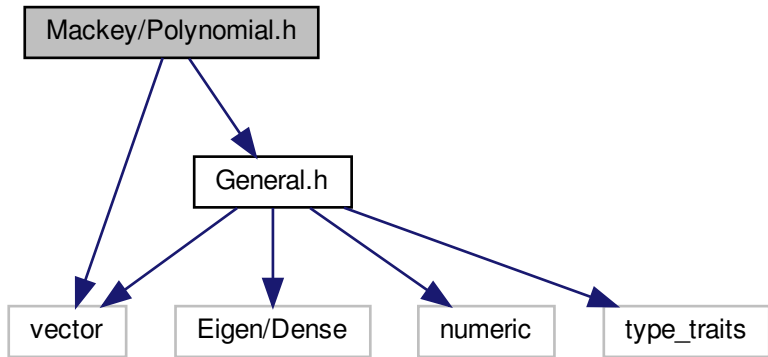 Mackey/Polynomial.h
General.h
vector
Eigen/Dense
numeric
type_traits